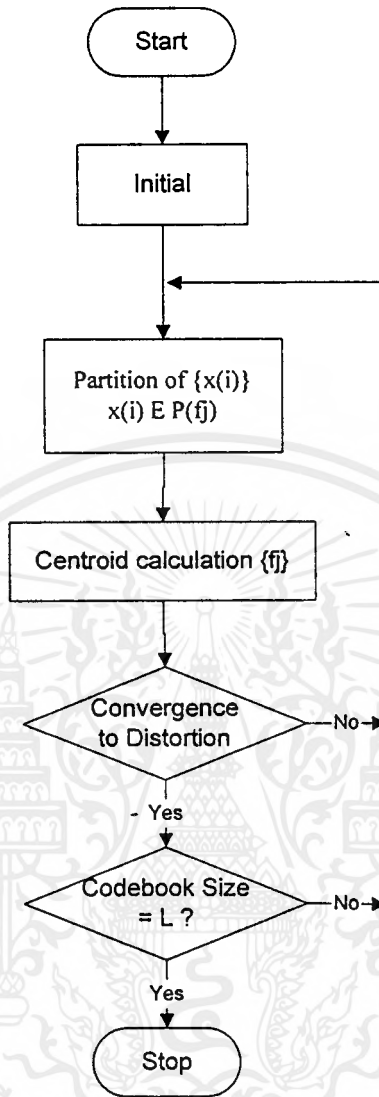 Start
Initial
Partition of {x(i)}
x(i) E P(fj)
Centroid calculation {fj}
Convergence
to Distortion
No
Yes
Codebook Size
= L ?
No
Yes
Stop